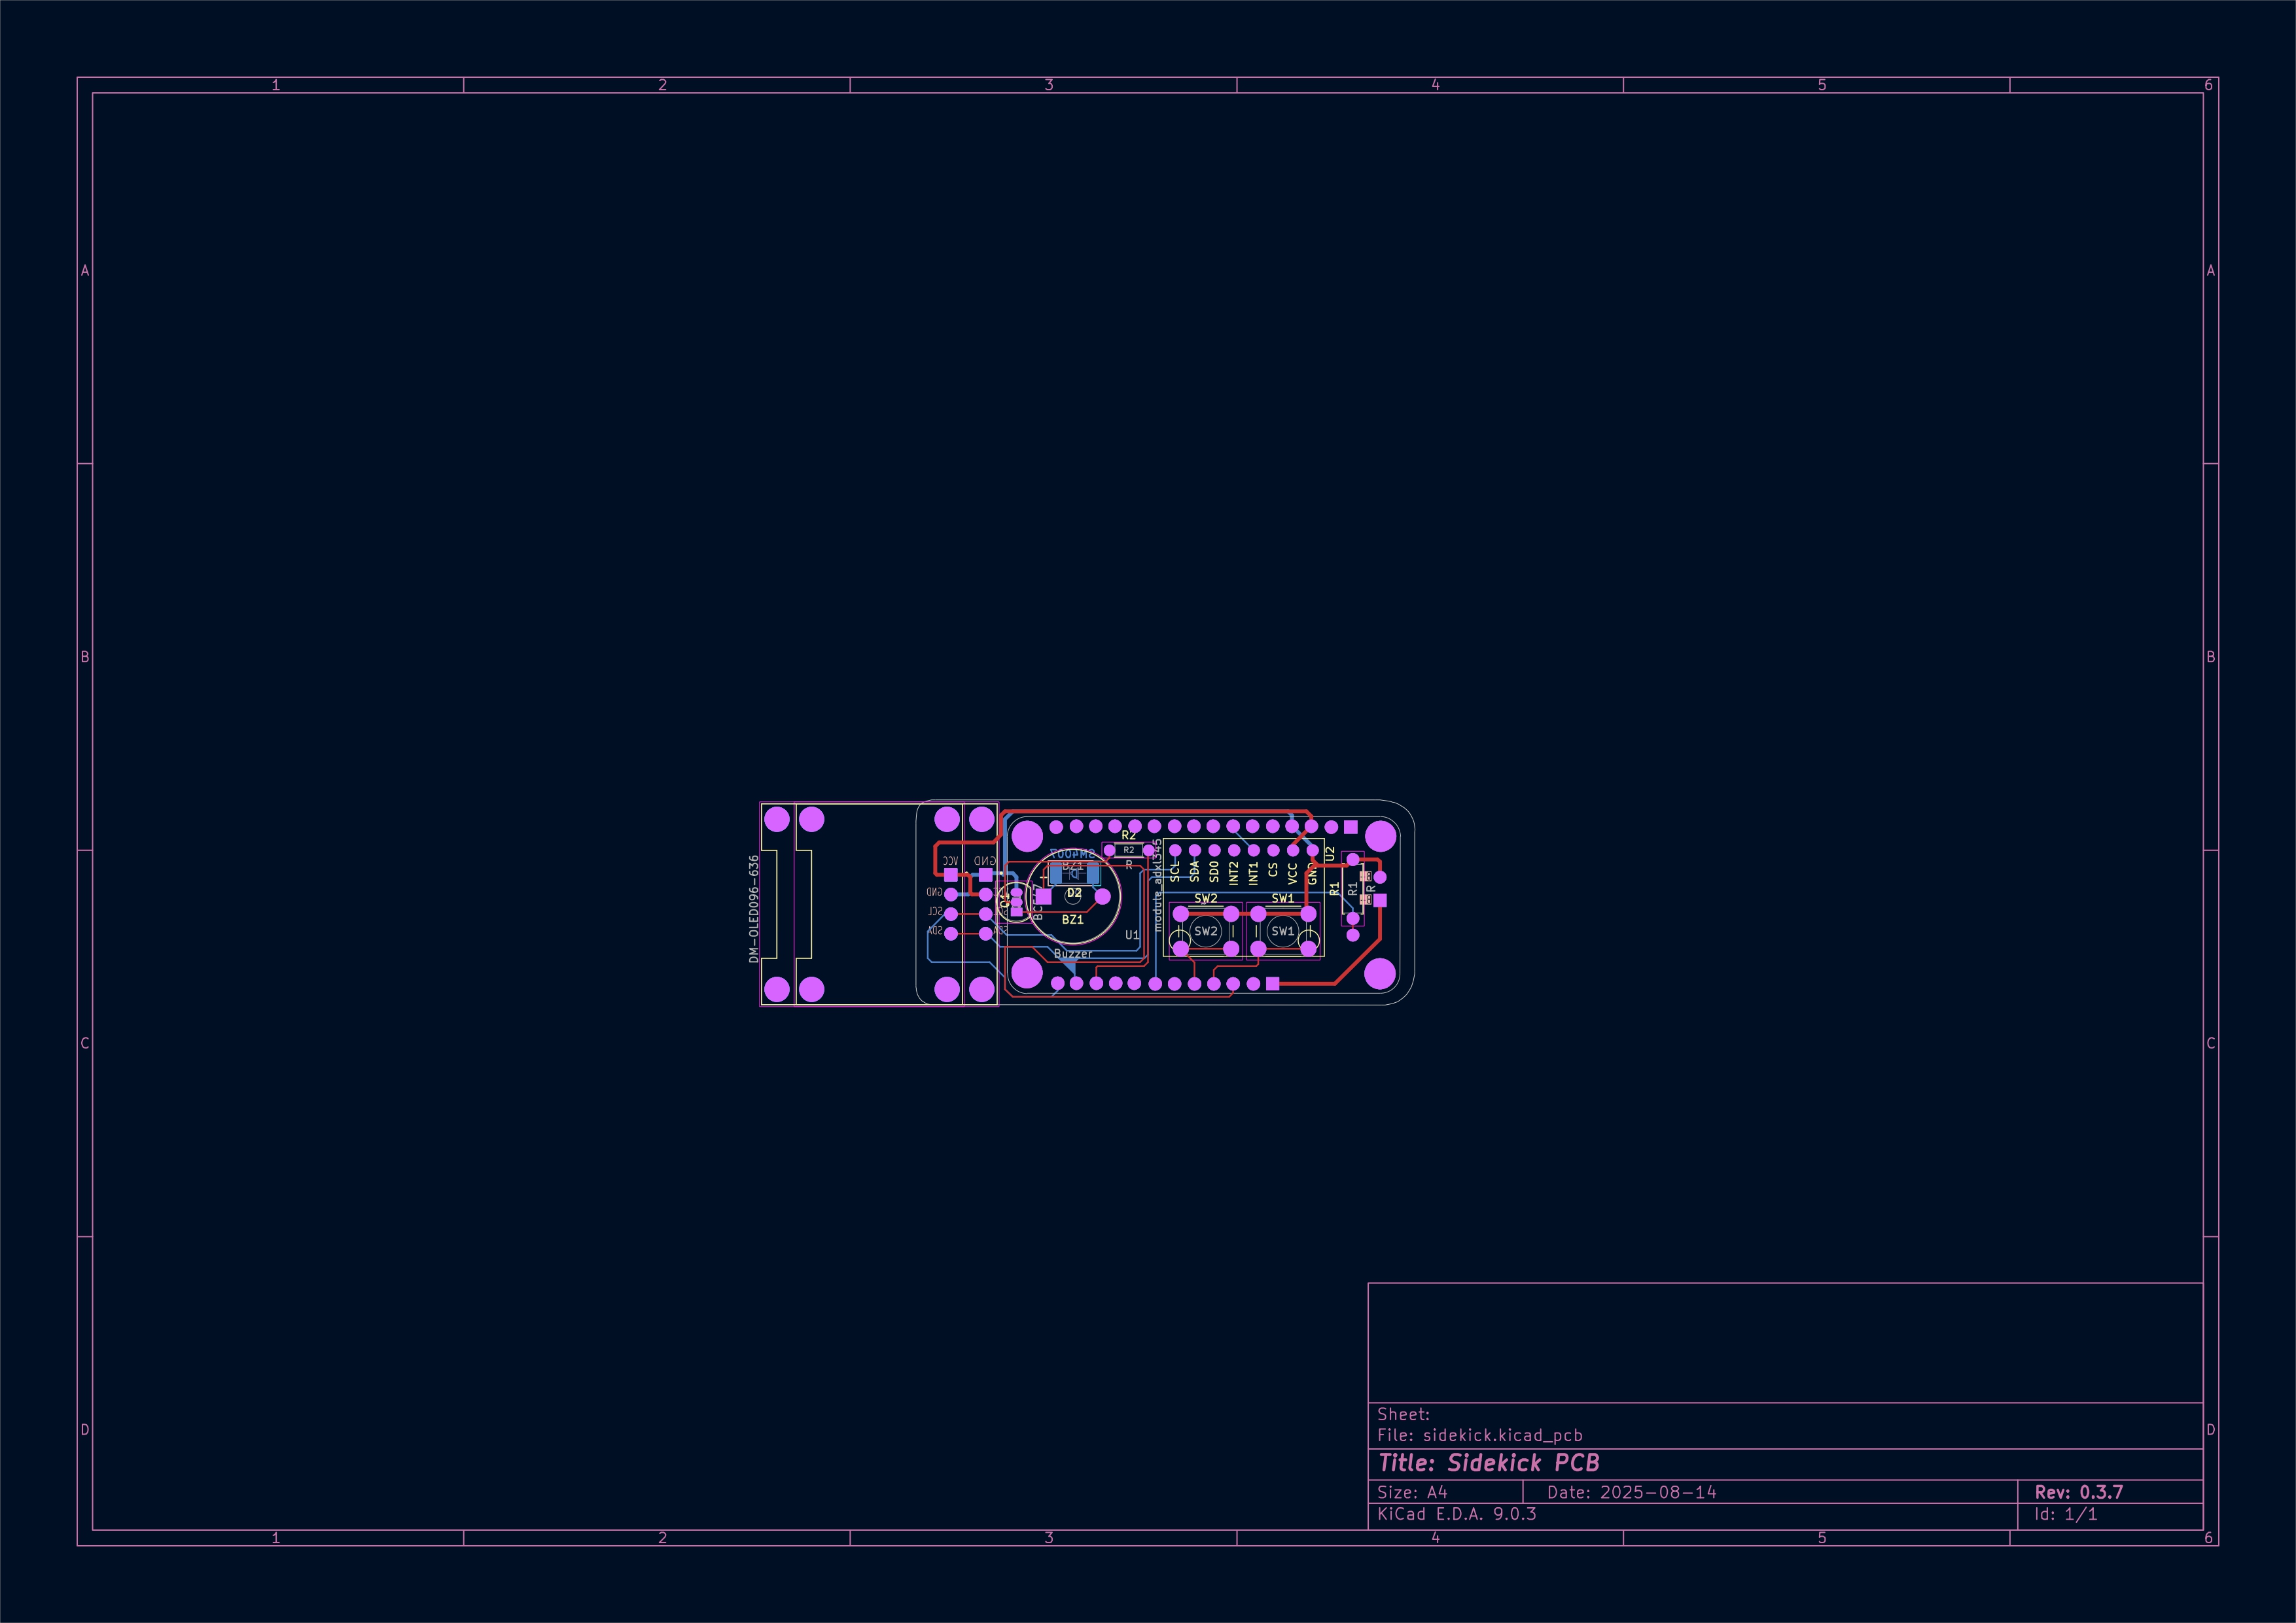 1 2 3 4 5 6
A A
B B
DM-OLED096-636
VCC GND
GND
SCL
SDA
SM4007
BZ1
D2
BZ1
Buzzer
R2
R2
R
U1
module_adxl345
SCL SDA SDO INT2 INT1 CS VCC GND
U2
SW2 SW1
SW2 SW1
R1 R1 R
C C
D D
Sheet:
File: sidekick.kicad_pcb
Title: Sidekick PCB
Size: A4 Date: 2025-08-14 Rev: 0.3.7
KiCad E.D.A. 9.0.3 Id: 1/1
1 2 3 4 5 6